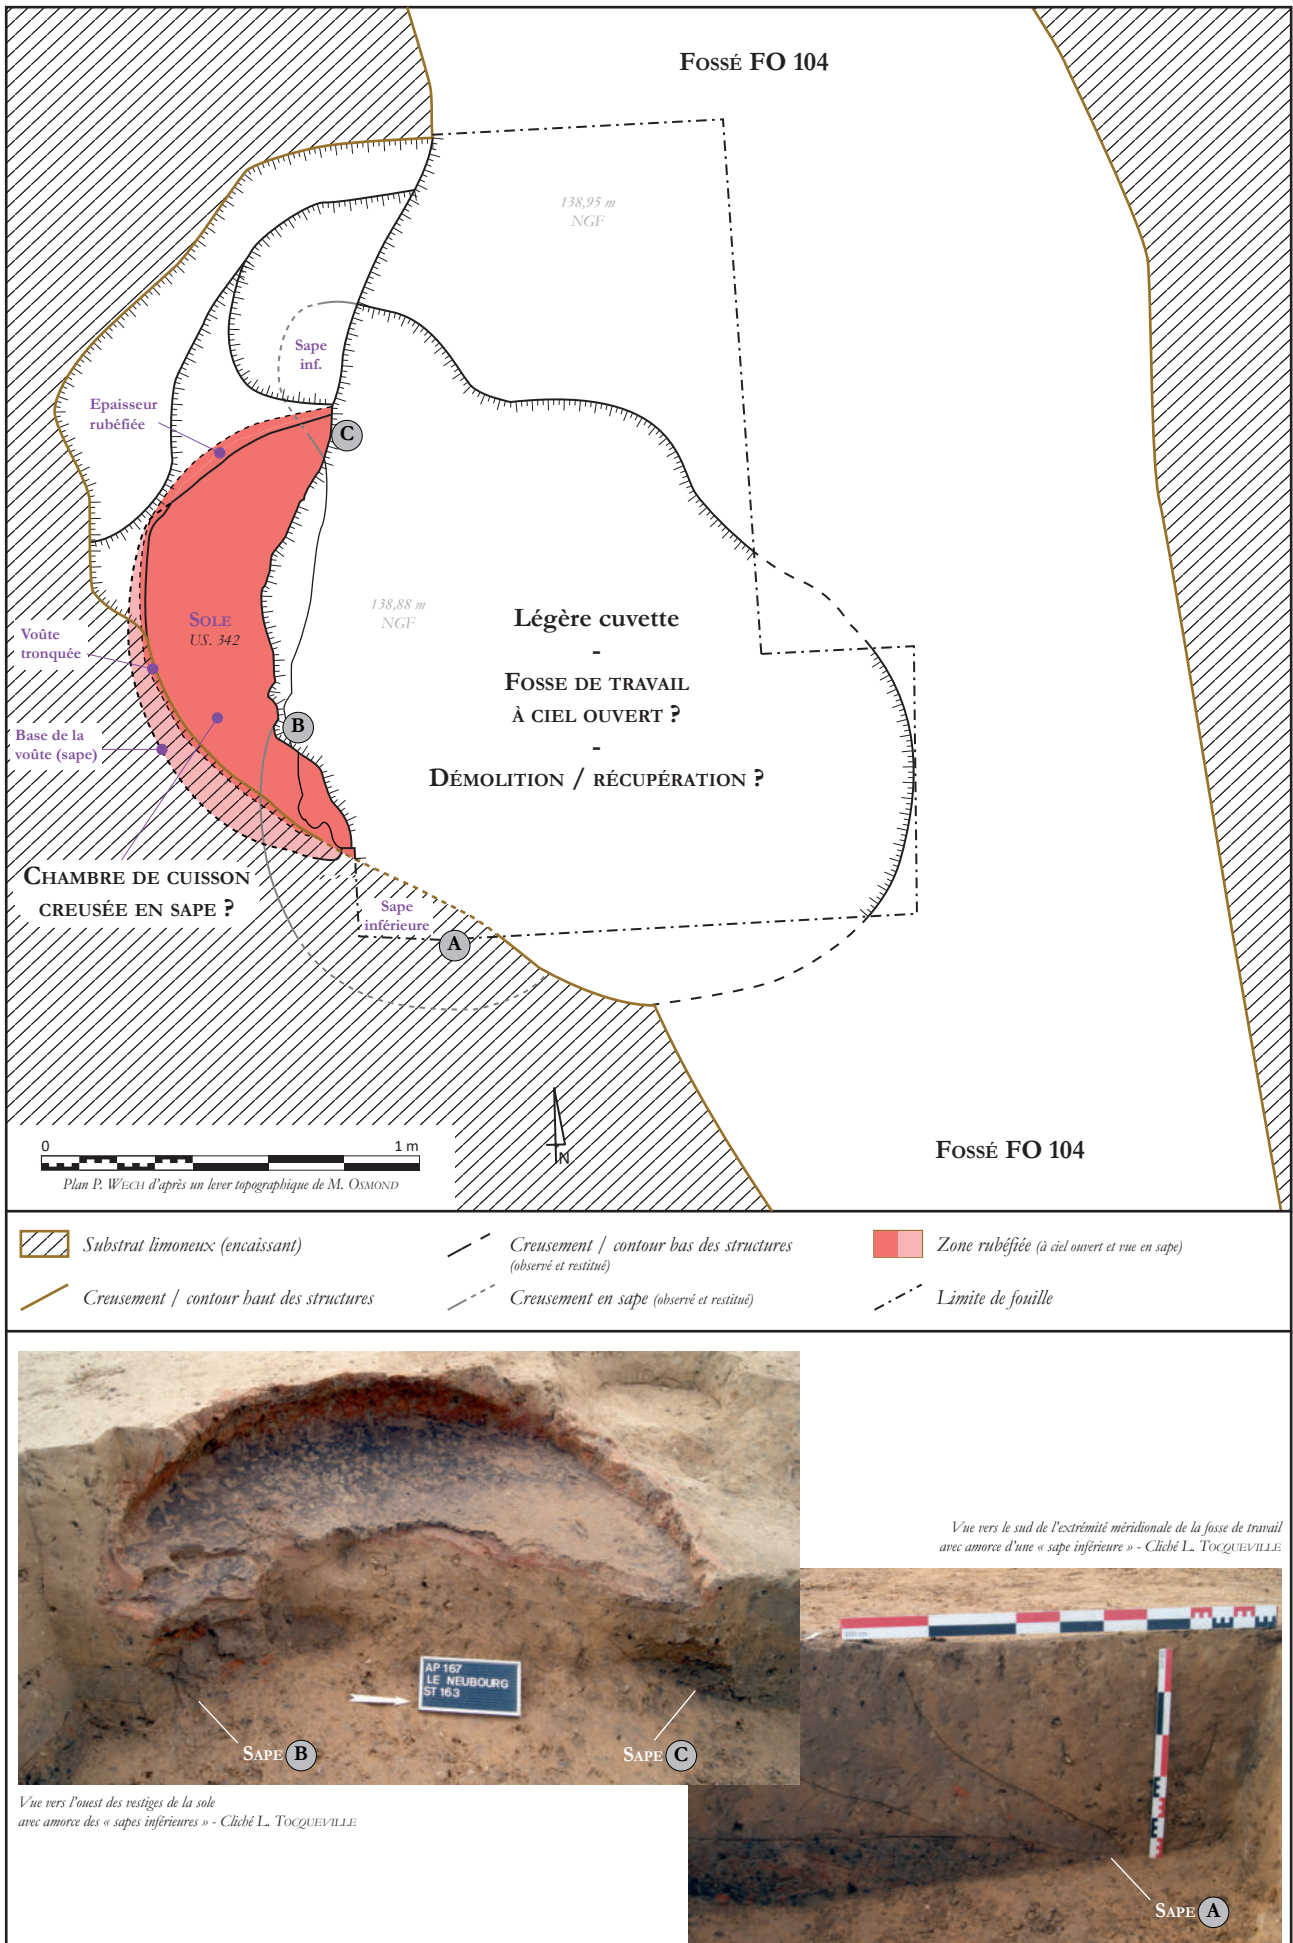 Fossé FO 104
138,95 m
NGF
Sape
inf.
Epaisseur
rubéfiée
C
138,88 m
NGF
Sole
US. 342
Légère cuvette
-
Fosse de travail
à ciel ouvert ?
-
Démolition / récupération ?
Voûte
tronquée
B
Base de la
voûte (sape)
Chambre de cuisson
creusée en sape ?
Sape
inférieure
A
N
Fossé FO 104
0 1 m
Plan P. Wech d'après un lever topographique de M. Osmond
Substrat limoneux (encaissant)
Creusement / contour haut des structures
Creusement / contour bas des structures
(observé et restitué)
Creusement en sape (observé et restitué)
Zone rubéfiée (à ciel ouvert et vue en sape)
Limite de fouille
AP 167
LE NEUBOURG
ST 163
Sape B
Sape C
Vue vers l'ouest des vestiges de la sole
avec amorce des « sapes inférieures » - Cliché L. Tocqueville
Vue vers le sud de l'extrémité méridionale de la fosse de travail
avec amorce d'une « sape inférieure » - Cliché L. Tocqueville
Sape A